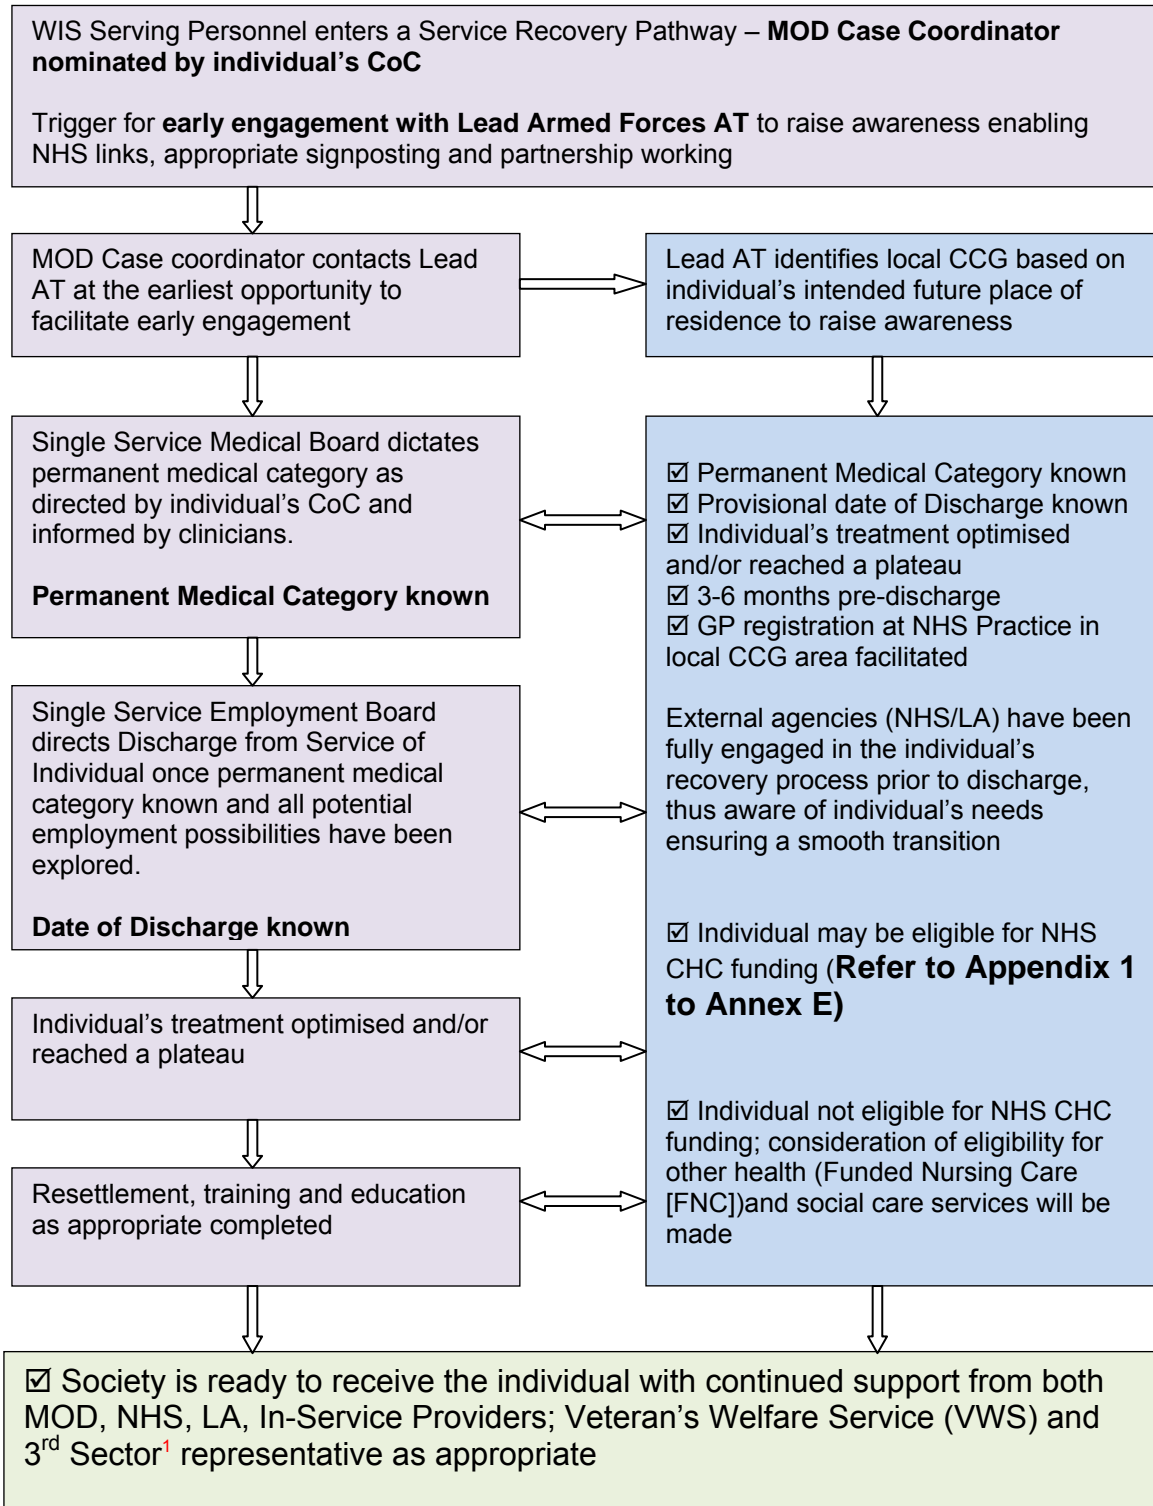 WIS Serving Personnel enters a Service Recovery Pathway – MOD Case Coordinator
nominated by individual's CoC
Trigger for early engagement with Lead Armed Forces AT to raise awareness enabling
NHS links, appropriate signposting and partnership working
MOD Case coordinator contacts Lead
AT at the earliest opportunity to
facilitate early engagement
Lead AT identifies local CCG based on
individual's intended future place of
residence to raise awareness
Single Service Medical Board dictates
permanent medical category as
directed by individual's CoC and
informed by clinicians.
Permanent Medical Category known
Single Service Employment Board
directs Discharge from Service of
Individual once permanent medical
category known and all potential
employment possibilities have been
explored.
Date of Discharge known
Individual's treatment optimised and/or
reached a plateau
Resettlement, training and education
as appropriate completed
☑ Permanent Medical Category known
☑ Provisional date of Discharge known
☑ Individual's treatment optimised
and/or reached a plateau
☑ 3-6 months pre-discharge
☑ GP registration at NHS Practice in
local CCG area facilitated
External agencies (NHS/LA) have been
fully engaged in the individual's
recovery process prior to discharge,
thus aware of individual's needs
ensuring a smooth transition
☑ Individual may be eligible for NHS
CHC funding (Refer to Appendix 1
to Annex E)
☑ Individual not eligible for NHS CHC
funding; consideration of eligibility for
other health (Funded Nursing Care
[FNC])and social care services will be
made
☑ Society is ready to receive the individual with continued support from both
MOD, NHS, LA, In-Service Providers; Veteran's Welfare Service (VWS) and
3rd Sector1 representative as appropriate